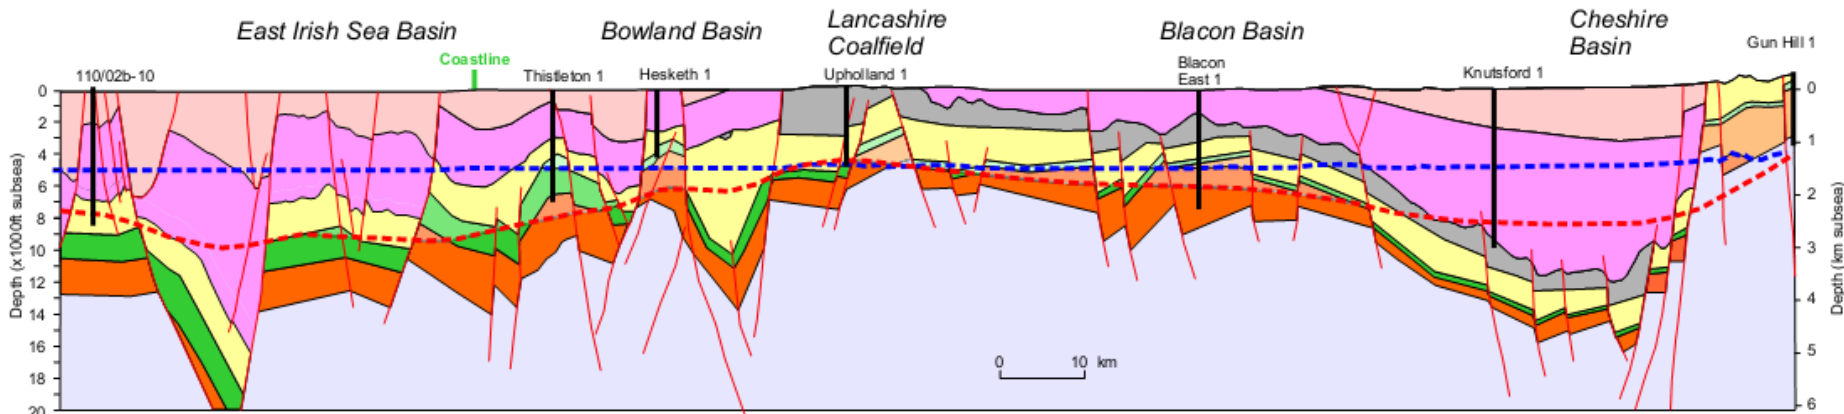 East Irish Sea Basin
Bowland Basin
Lancashire
Coalfield
Blacon Basin
Cheshire
Basin
Coastline
110/02b-10
Thistleton 1
Hesketh 1
Upholland 1
Blacon
East 1
Knutsford 1
Gun Hill 1
Depth (x1000ft subsea)
0
2
4
6
8
10
12
14
16
18
20
0 10 km
Depth (km subsea)
0
1
2
3
4
5
6